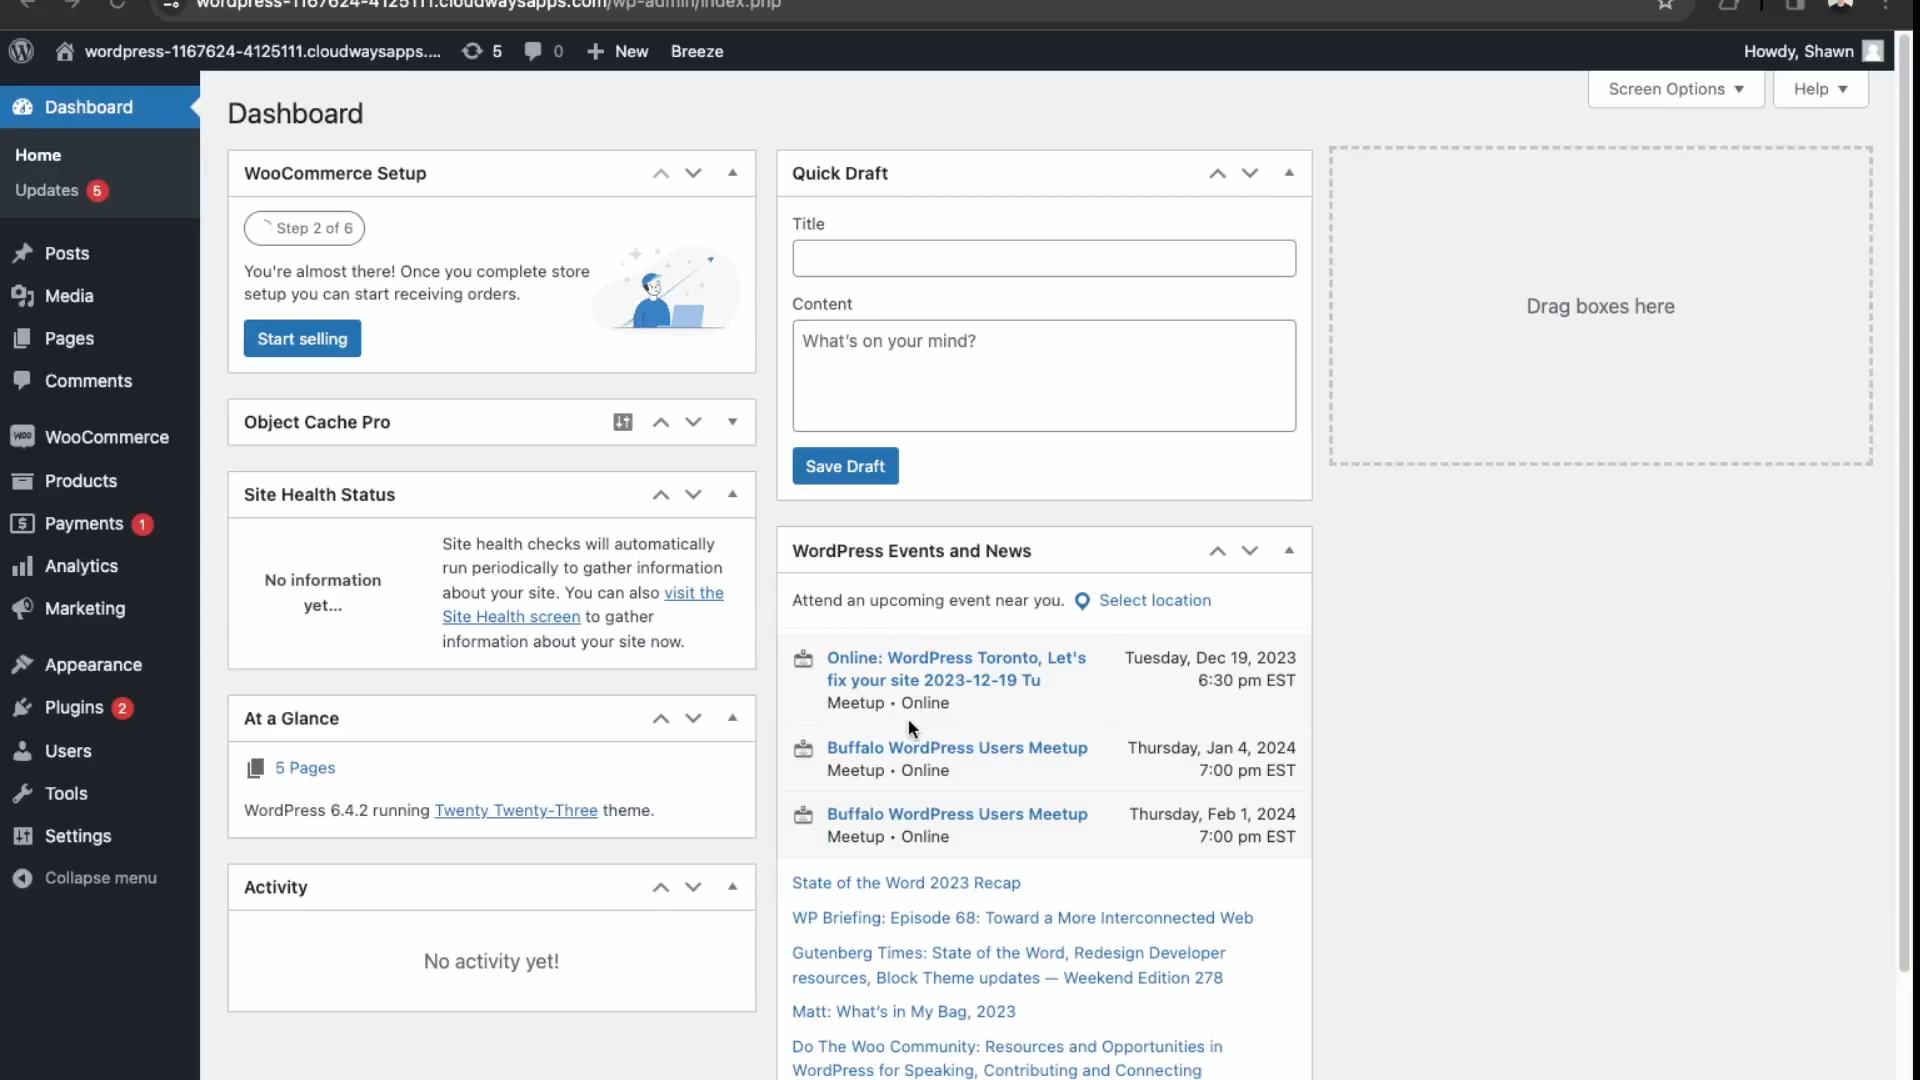 wordpress-1167624-4125111.cloudwaysapps.com/wp-admin/index.php
wordpress-1167624-4125111.cloudwaysapps.... 5 0 New Breeze
Howdy, Shawn
Dashboard
Home
Updates 5
Posts
Media
Pages
Comments
WooCommerce
Products
Payments 1
Analytics
Marketing
Appearance
Plugins 2
Users
Tools
Settings
Collapse menu
Screen Options
Help
Dashboard
WooCommerce Setup
Step 2 of 6
You're almost there! Once you complete store
setup you can start receiving orders.
Start selling
Object Cache Pro
Site Health Status
No information
yet...
Site health checks will automatically
run periodically to gather information
about your site. You can also visit the
Site Health screen to gather
information about your site now.
At a Glance
5 Pages
WordPress 6.4.2 running Twenty Twenty-Three theme.
Activity
No activity yet!
Quick Draft
Title
Content
What's on your mind?
Save Draft
WordPress Events and News
Attend an upcoming event near you. Select location
Online: WordPress Toronto, Let's
fix your site 2023-12-19 Tu
Meetup • Online
Tuesday, Dec 19, 2023
6:30 pm EST
Buffalo WordPress Users Meetup
Meetup • Online
Thursday, Jan 4, 2024
7:00 pm EST
Buffalo WordPress Users Meetup
Meetup • Online
Thursday, Feb 1, 2024
7:00 pm EST
State of the Word 2023 Recap
WP Briefing: Episode 68: Toward a More Interconnected Web
Gutenberg Times: State of the Word, Redesign Developer
resources, Block Theme updates — Weekend Edition 278
Matt: What's in My Bag, 2023
Do The Woo Community: Resources and Opportunities in
WordPress for Speaking, Contributing and Connecting
Drag boxes here